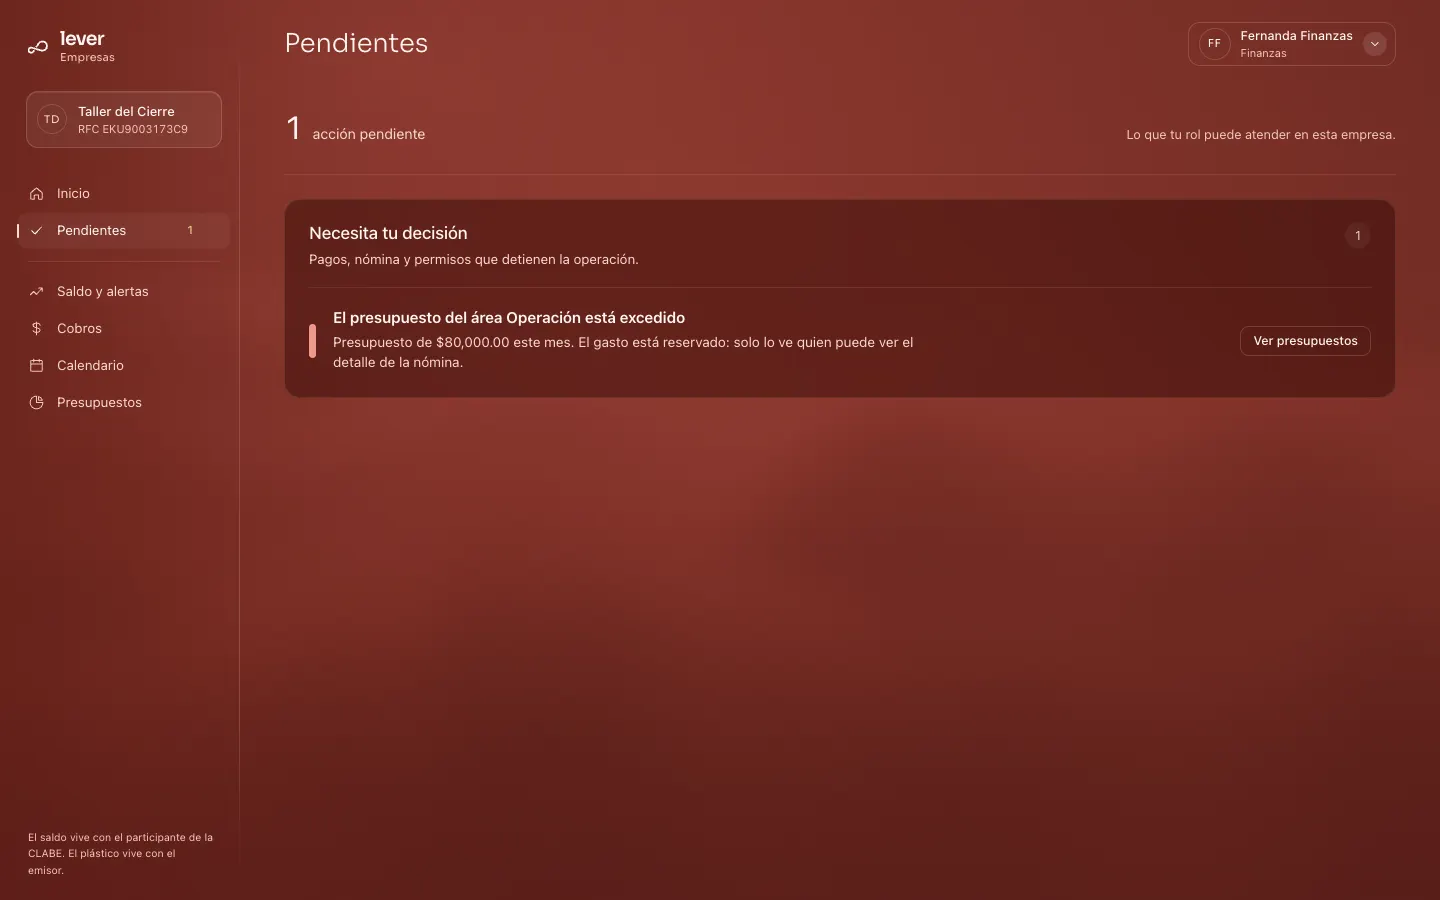 lever
Empresas
TD
Taller del Cierre
RFC EKU9003173C9
Inicio
Pendientes 1
Saldo y alertas
Cobros
Calendario
Presupuestos
El saldo vive con el participante de la
CLABE. El plástico vive con el
emisor.
Pendientes
FF
Fernanda Finanzas
Finanzas
1 acción pendiente
Lo que tu rol puede atender en esta empresa.
Necesita tu decisión
1
Pagos, nómina y permisos que detienen la operación.
El presupuesto del área Operación está excedido
Presupuesto de $80,000.00 este mes. El gasto está reservado: solo lo ve quien puede ver el
detalle de la nómina.
Ver presupuestos